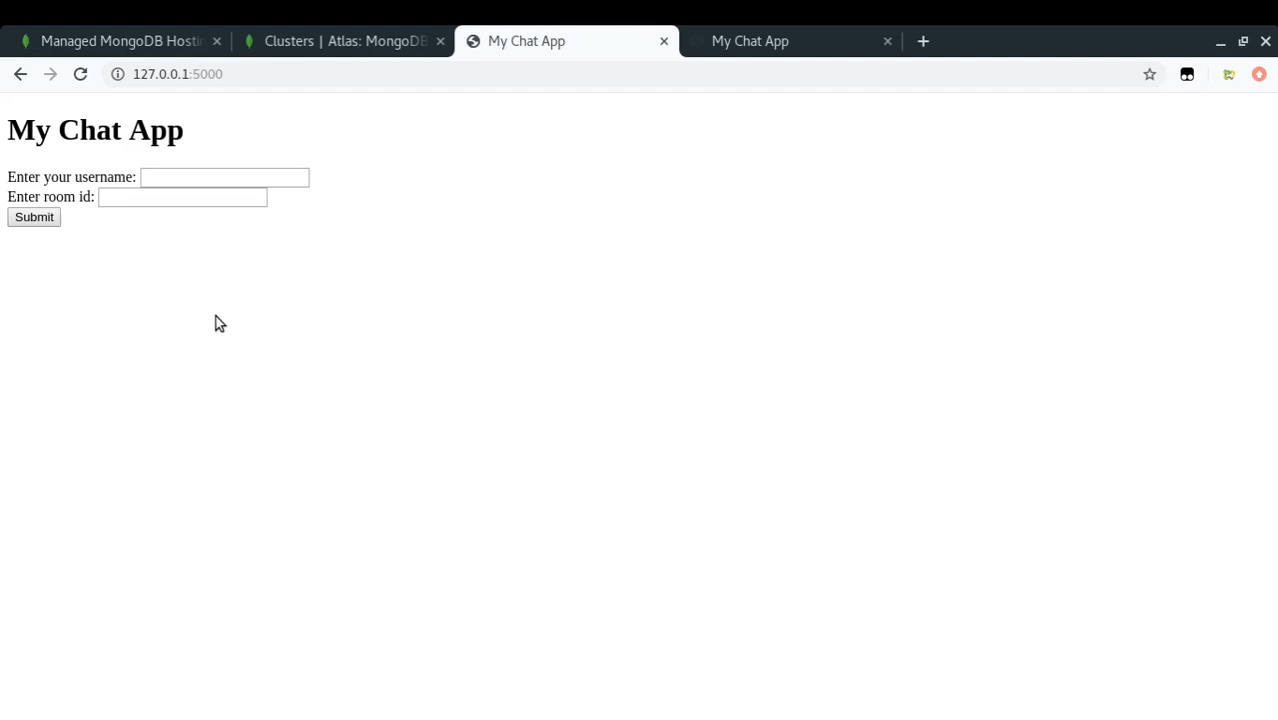 Managed MongoDB Hostin
Clusters | Atlas: MongoDB
My Chat App
My Chat App
127.0.0.1:5000
My Chat App
Enter your username:
Enter room id:
Submit